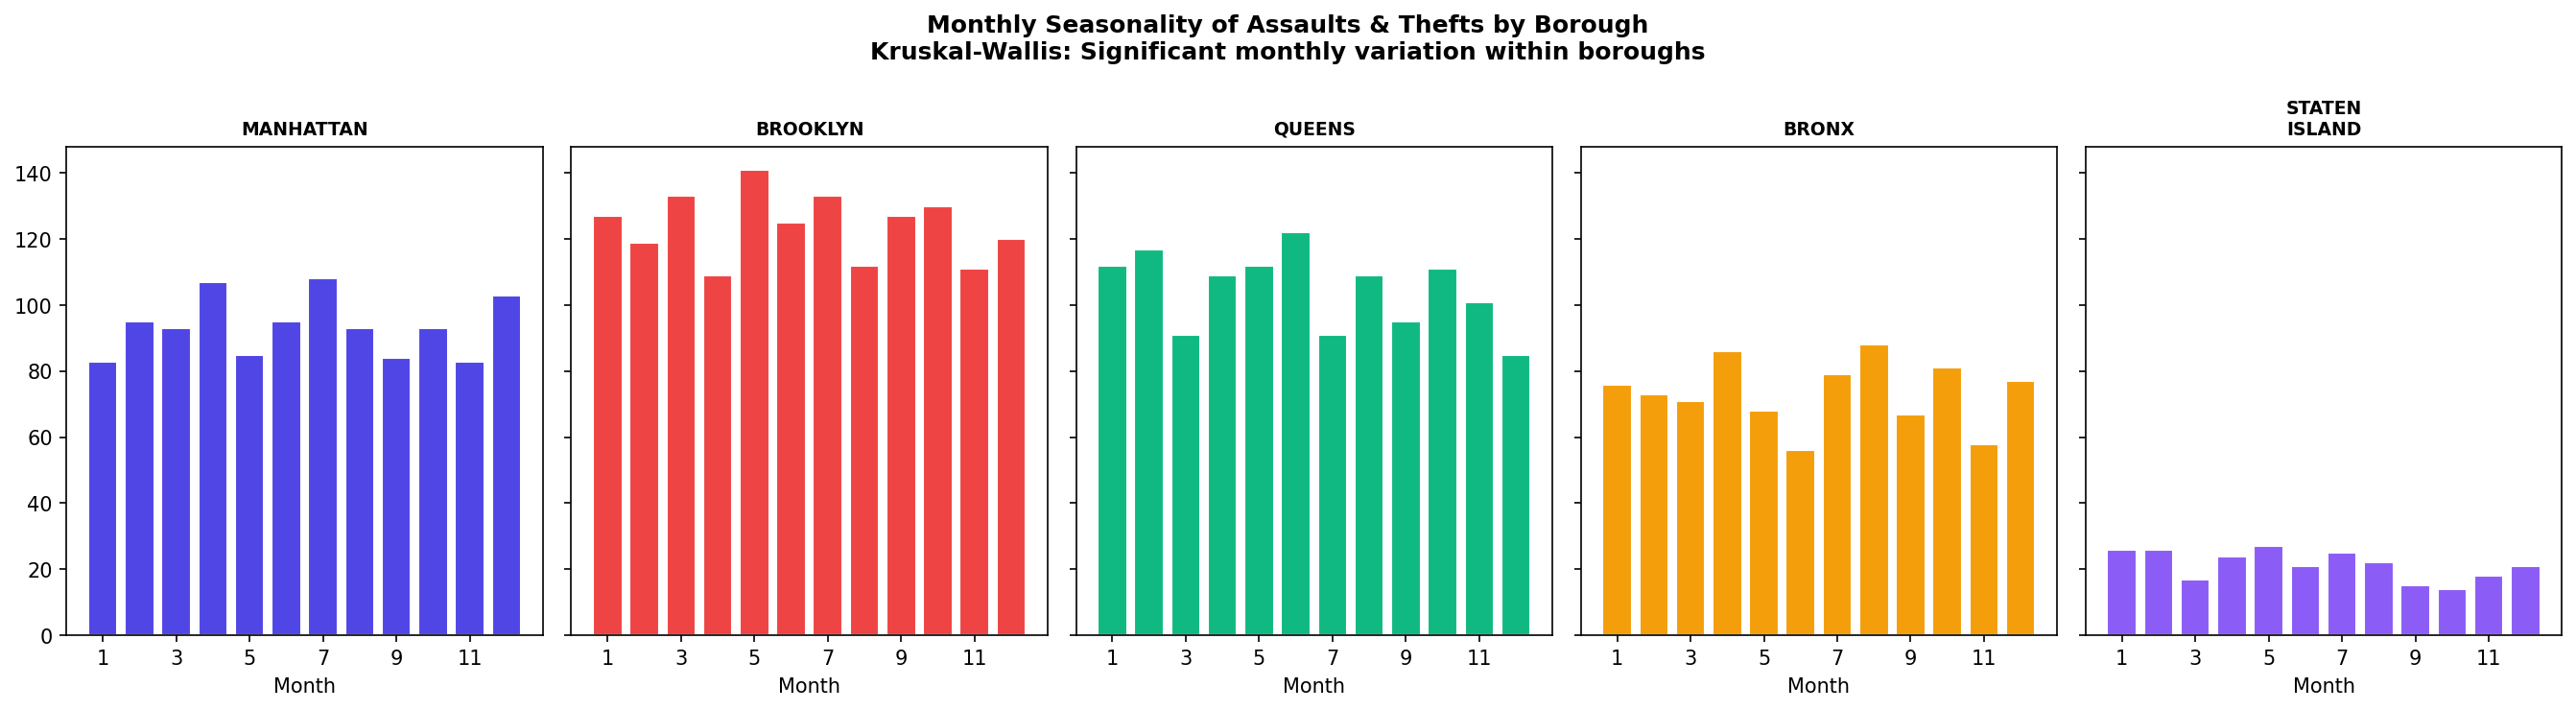 Monthly Seasonality of Assaults & Thefts by Borough
Kruskal-Wallis: Significant monthly variation within boroughs
MANHATTAN
BROOKLYN
QUEENS
BRONX
STATEN
ISLAND
140
120
100
80
60
40
20
0
1 3 5 7 9 11
Month
1 3 5 7 9 11
Month
1 3 5 7 9 11
Month
1 3 5 7 9 11
Month
1 3 5 7 9 11
Month